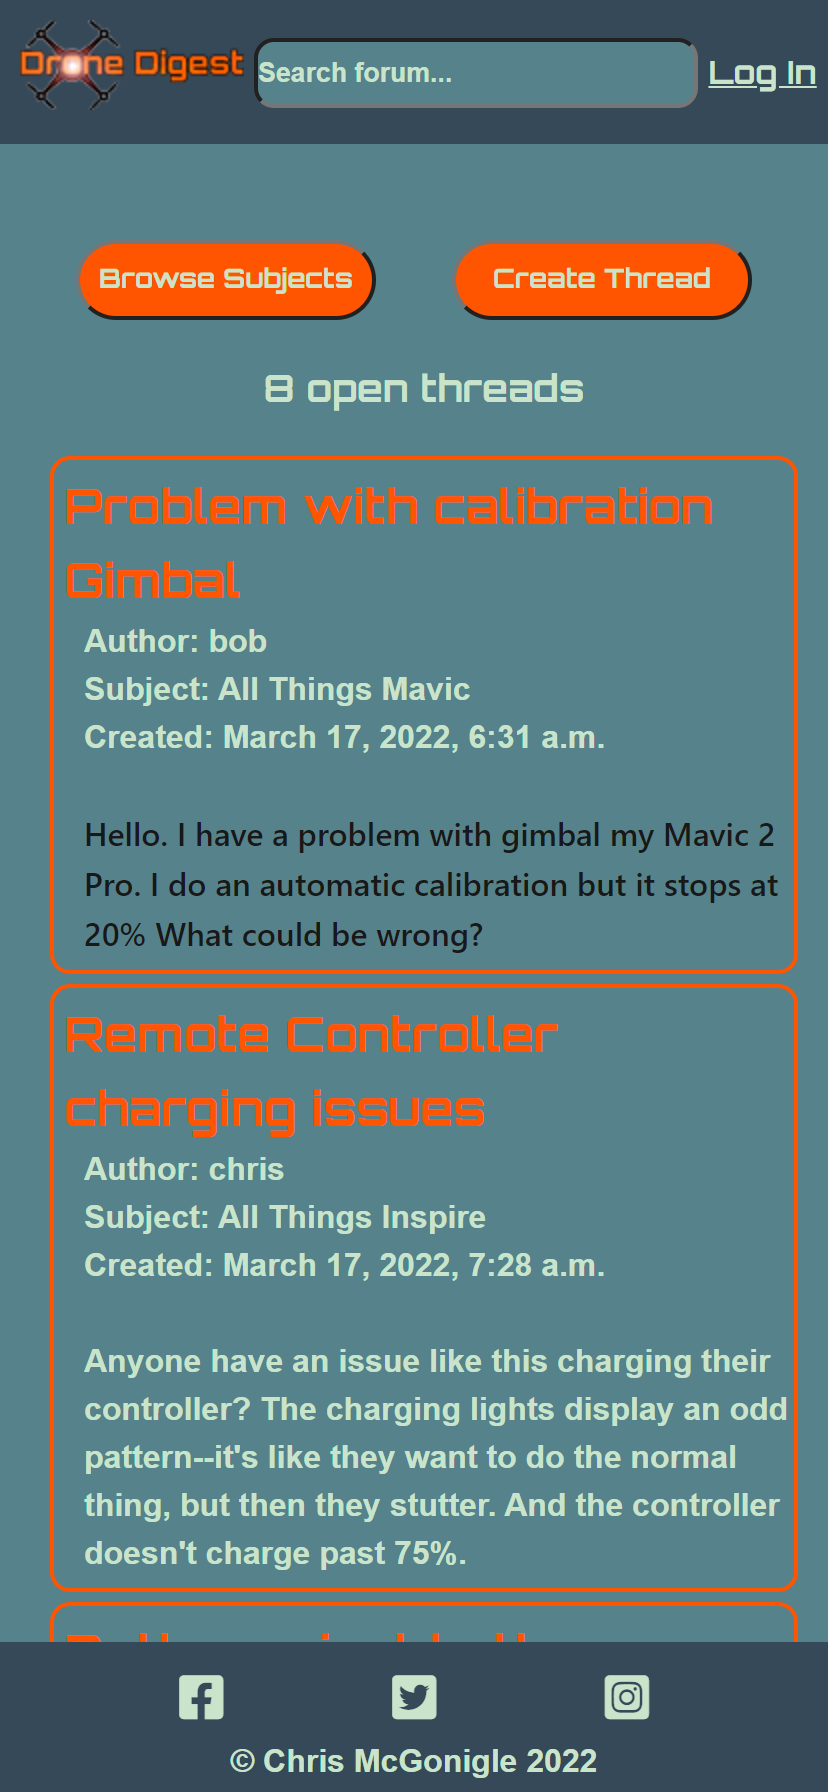 Drone Digest
Search forum...
Log In
Browse Subjects
Create Thread
8 open threads
Problem with calibration
Gimbal
Author: bob
Subject: All Things Mavic
Created: March 17, 2022, 6:31 a.m.
Hello. I have a problem with gimbal my Mavic 2
Pro. I do an automatic calibration but it stops at
20% What could be wrong?
Remote Controller
charging issues
Author: chris
Subject: All Things Inspire
Created: March 17, 2022, 7:28 a.m.
Anyone have an issue like this charging their
controller? The charging lights display an odd
pattern--it's like they want to do the normal
thing, but then they stutter. And the controller
doesn't charge past 75%.
© Chris McGonigle 2022